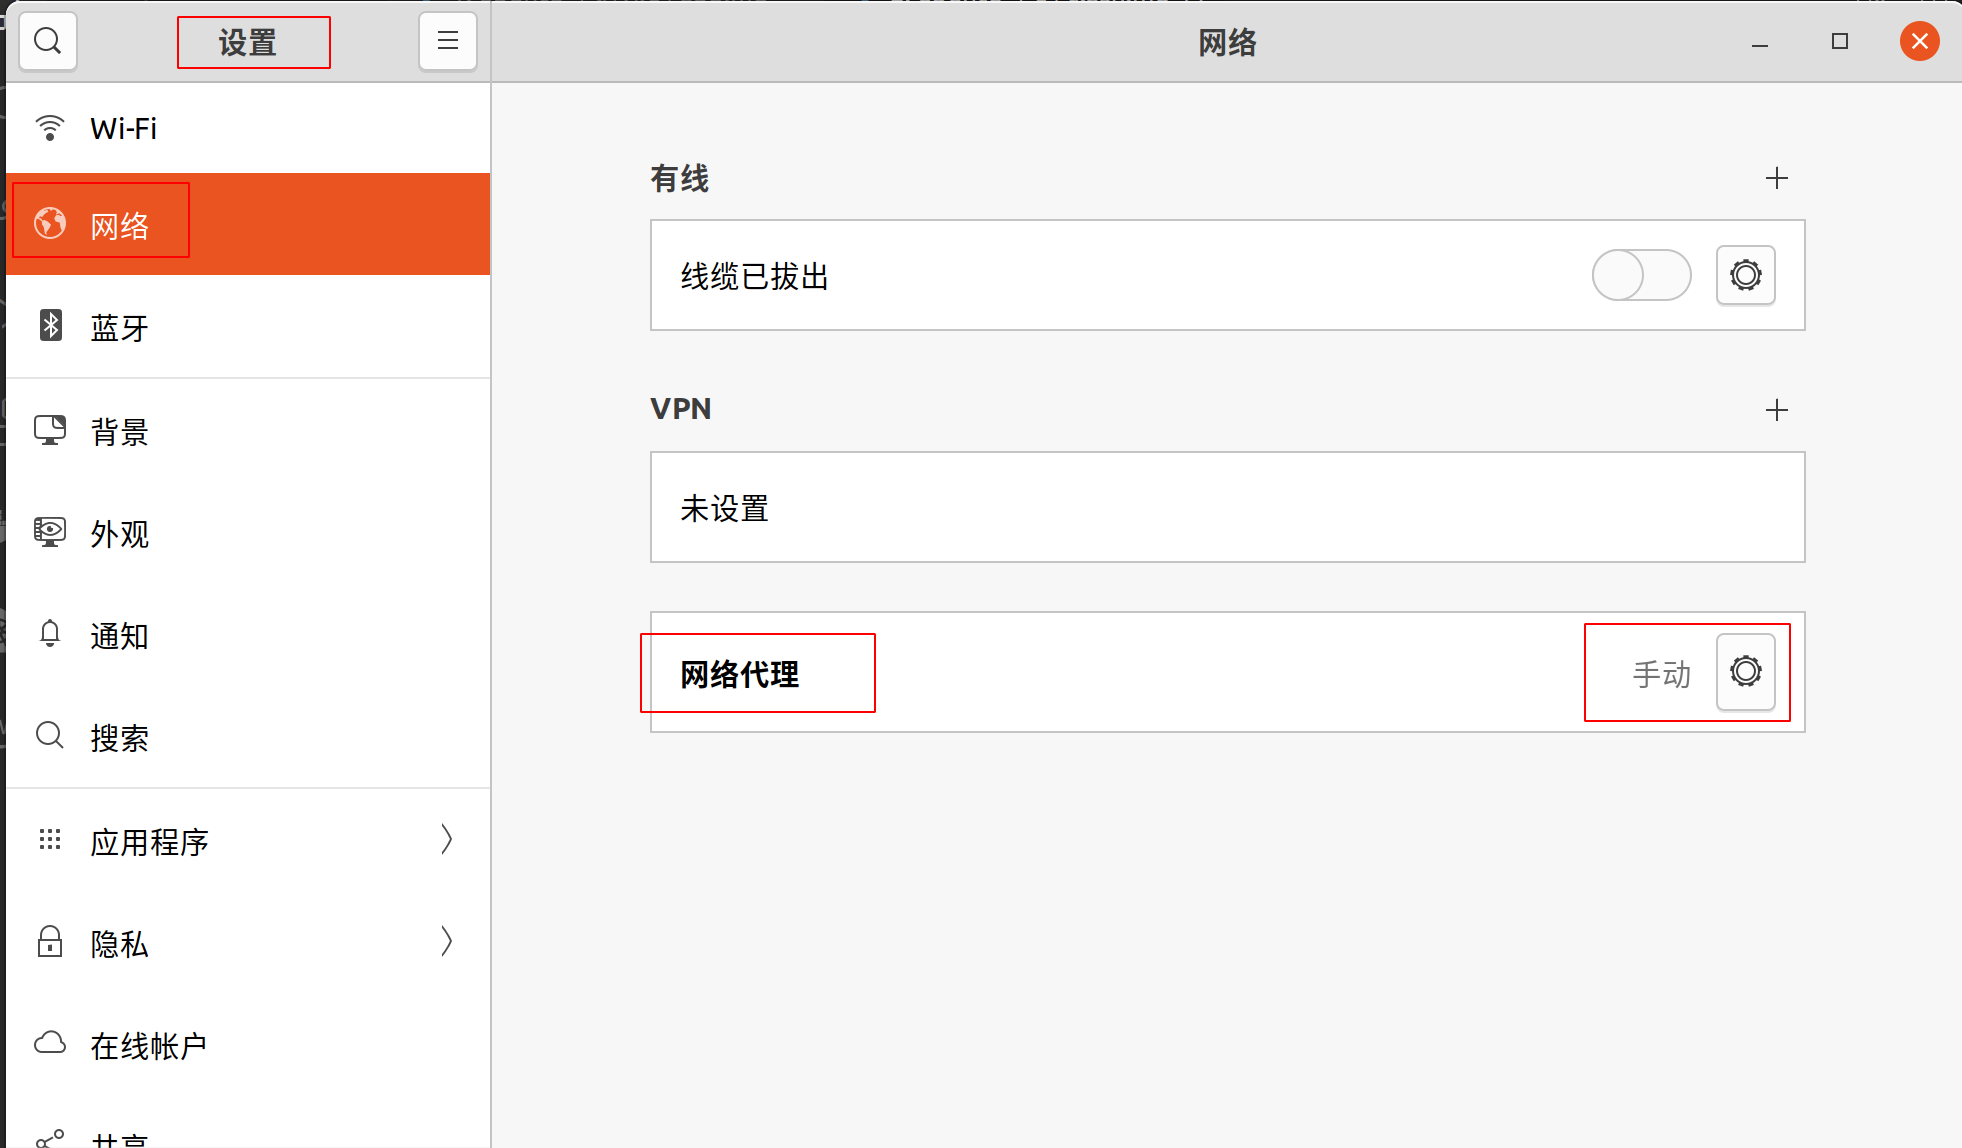 设置
网络
Wi-Fi
网络
蓝牙
背景
外观
通知
搜索
应用程序
隐私
在线帐户
共享
有线
线缆已拔出
VPN
未设置
网络代理
手动